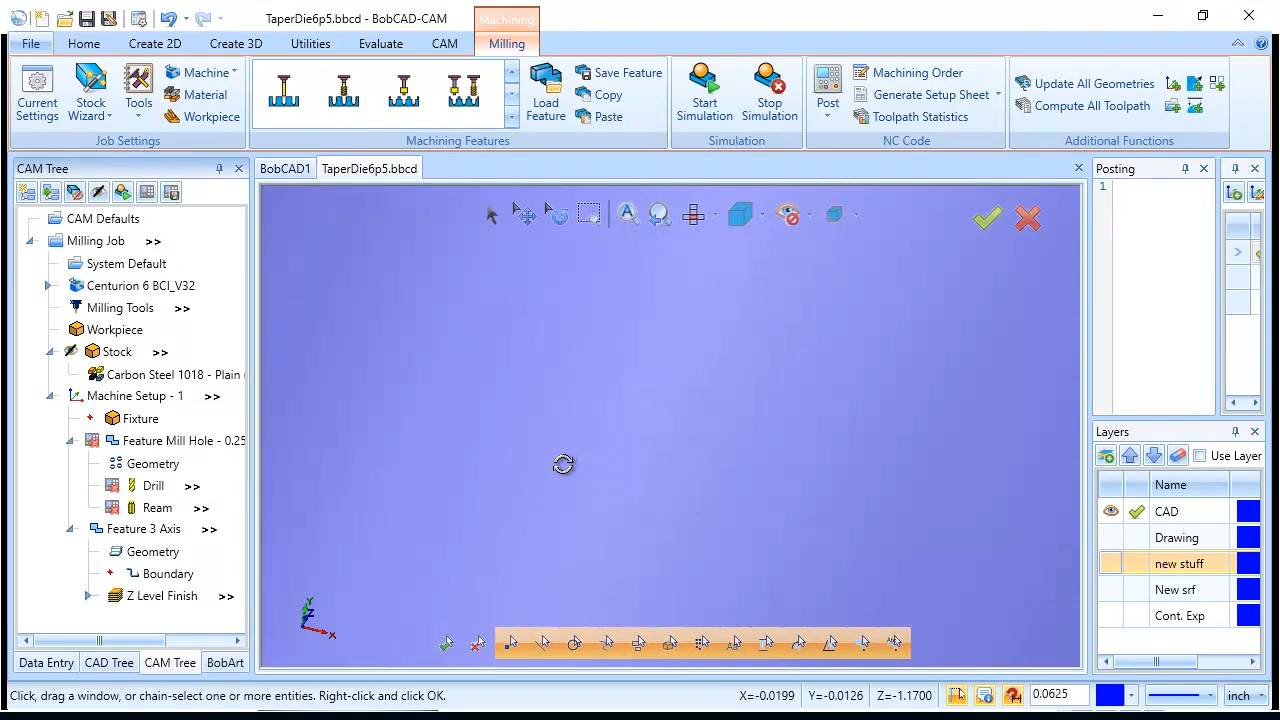 TaperDie6p5.bbcd - BobCAD-CAM
Machining
File Home Create 2D Create 3D Utilities Evaluate CAM Milling
Current Settings
Stock Wizard
Tools
Machine
Material
Workpiece
Job Settings
Load Feature
Save Feature
Copy
Paste
Machining Features
Start Simulation
Stop Simulation
Simulation
Post
Machining Order
Generate Setup Sheet
Toolpath Statistics
NC Code
Update All Geometrie
Compute All Toolpath
Additional Functions
CAM Tree
BobCAD1 TaperDie6p5.bbcd
Posting
1
CAM Defaults
Milling Job >>
System Default
Centurion 6 BCI_V32
Milling Tools >>
Workpiece
Stock >>
Carbon Steel 1018 - Plain (
Machine Setup - 1 >>
Fixture
Feature Mill Hole - 0.25
Geometry
Drill >>
Ream >>
Feature 3 Axis >>
Geometry
Boundary
Z Level Finish >>
Data Entry CAD Tree CAM Tree BobArt
Y
Z
X
Layers
Use Layer
Name
CAD
Drawing
new stuff
New srf
Cont. Exp
Click, drag a window, or chain-select one or more entities. Right-click and click OK. X=-0.0199 Y=-0.0126 Z=-1.1700 0.0625 inch